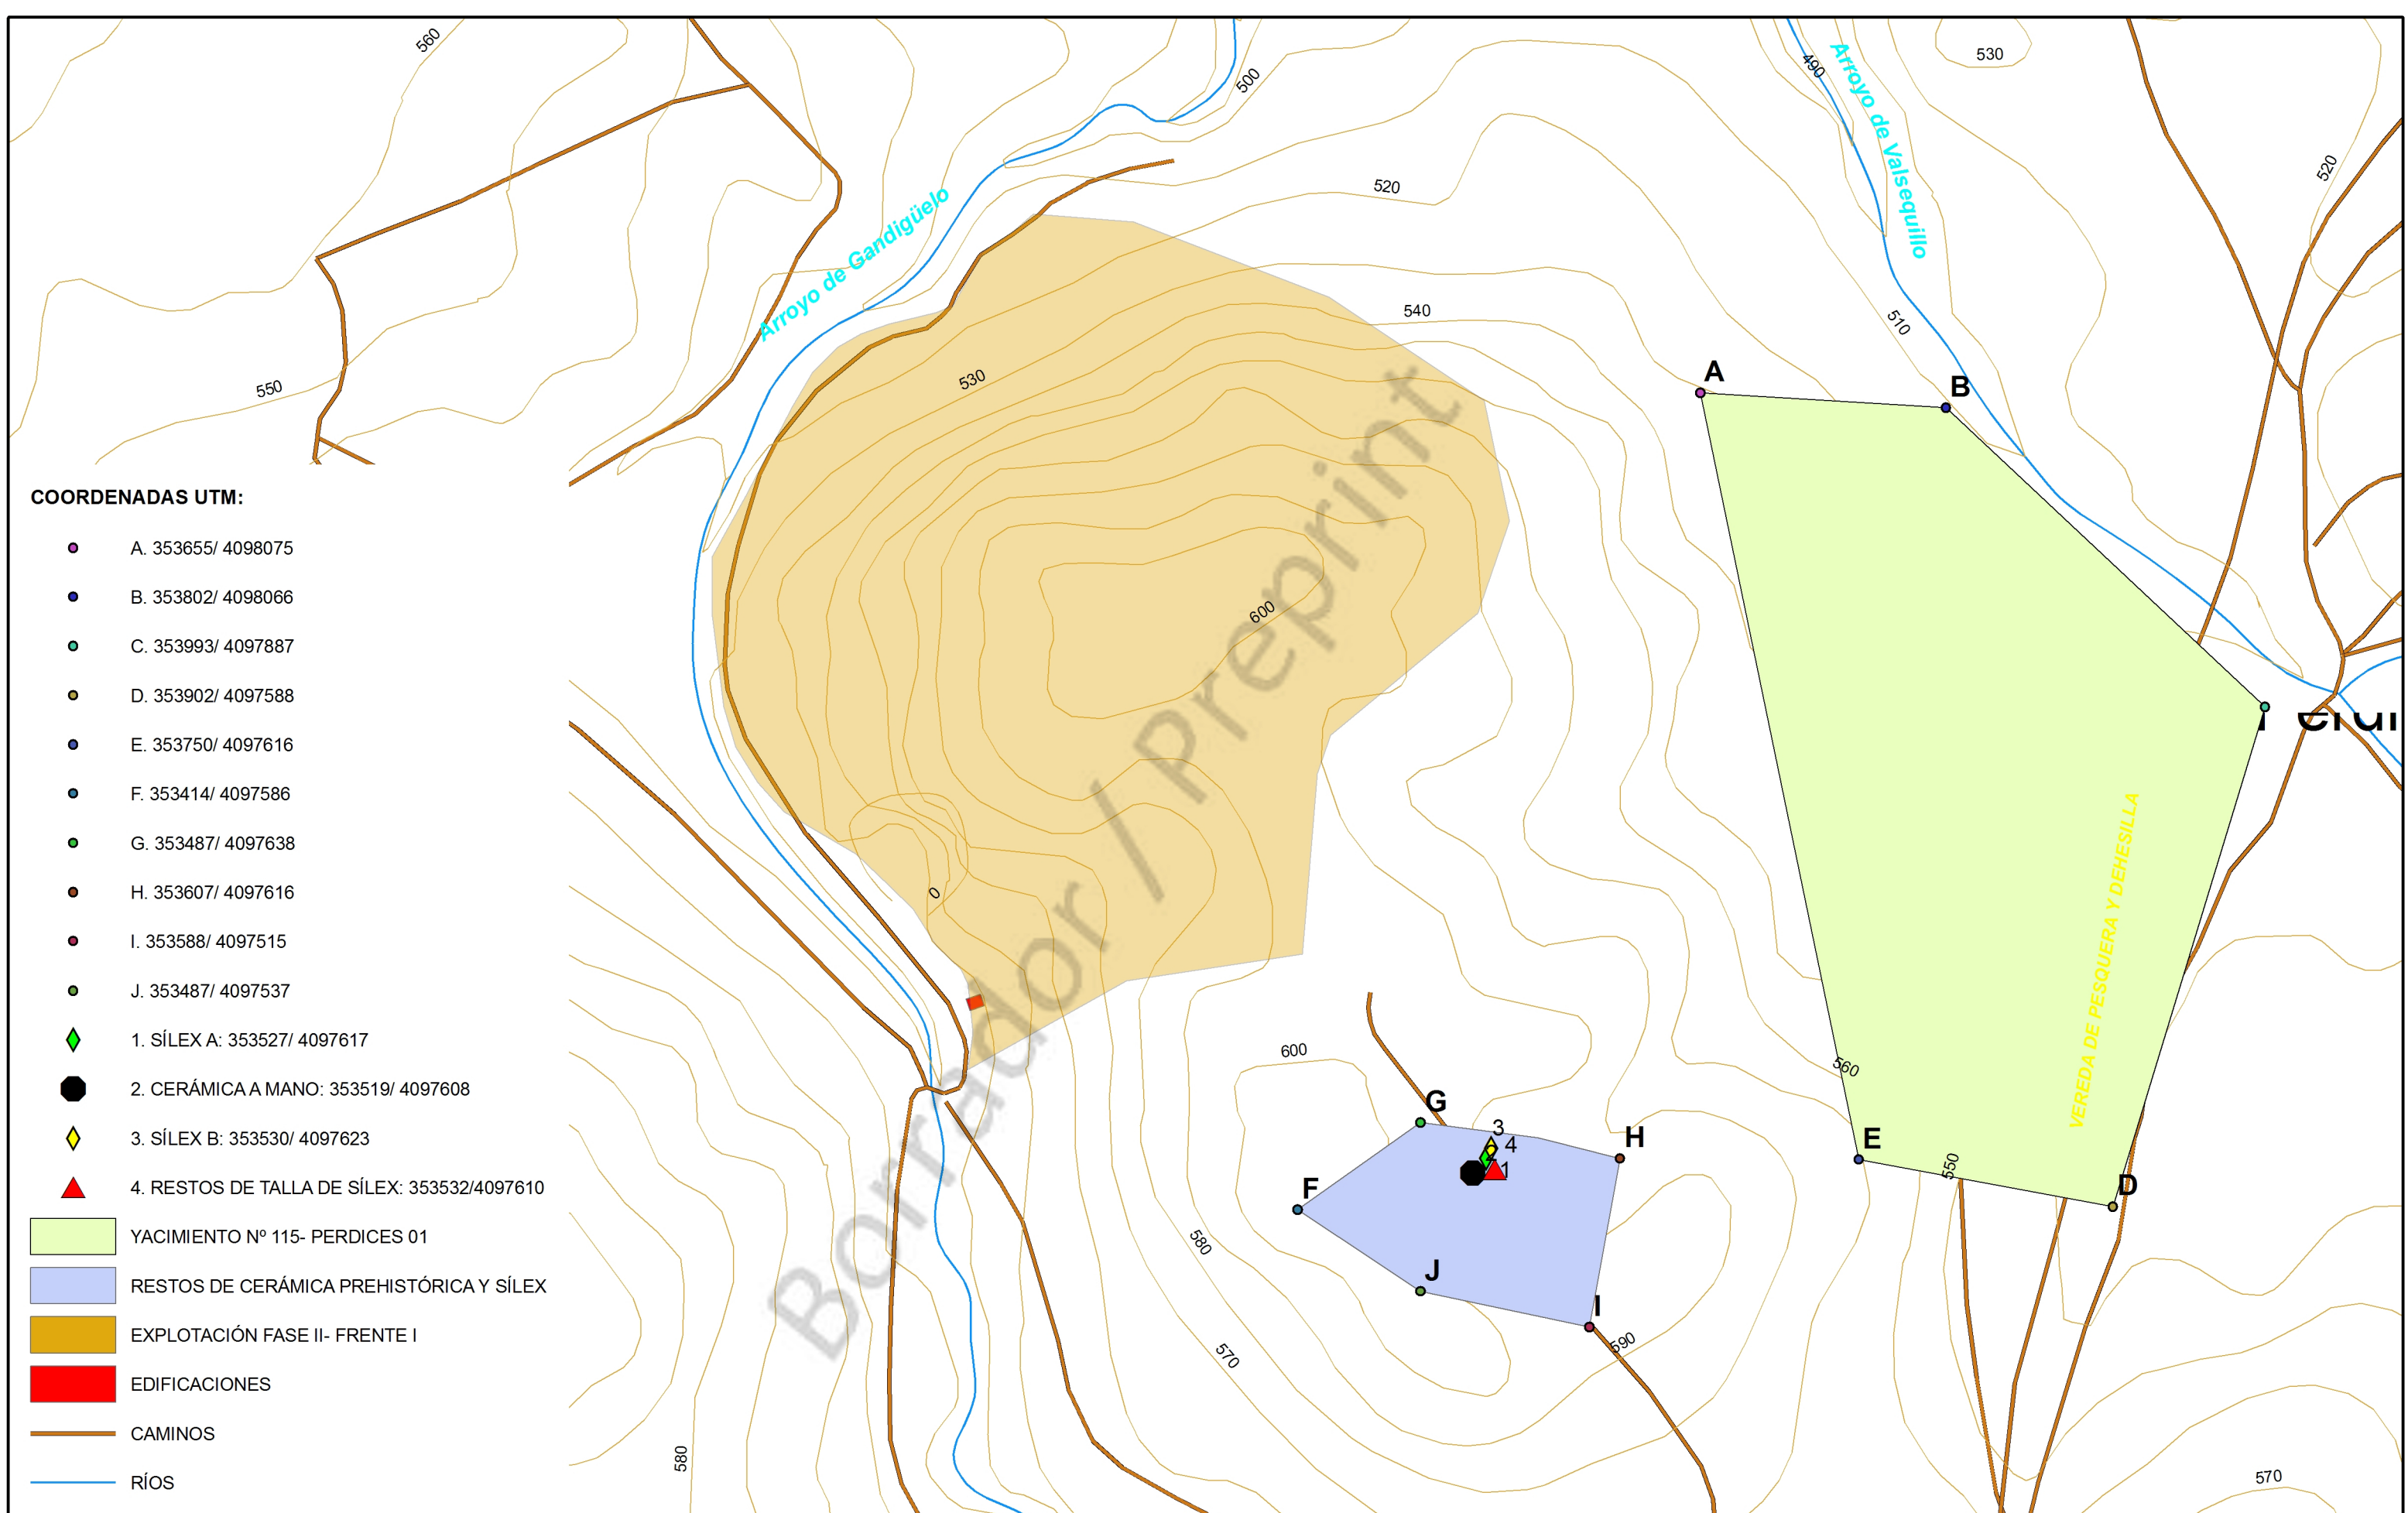 560
500
490
Arroyo de Valsequillo
530
520
520
Arroyo de Gandigüelo
540
510
530
550
A
B
600
0
VEREDA DE PESQUERA Y DEHESILLA
600
560
G
3
4
H
2
1
E
550
F
D
580
J
I
590
570
580
570
Borrador / Preprint
COORDENADAS UTM:
A. 353655/ 4098075
B. 353802/ 4098066
C. 353993/ 4097887
D. 353902/ 4097588
E. 353750/ 4097616
F. 353414/ 4097586
G. 353487/ 4097638
H. 353607/ 4097616
I. 353588/ 4097515
J. 353487/ 4097537
1. SÍLEX A: 353527/ 4097617
2. CERÁMICA A MANO: 353519/ 4097608
3. SÍLEX B: 353530/ 4097623
4. RESTOS DE TALLA DE SÍLEX: 353532/4097610
YACIMIENTO Nº 115- PERDICES 01
RESTOS DE CERÁMICA PREHISTÓRICA Y SÍLEX
EXPLOTACIÓN FASE II- FRENTE I
EDIFICACIONES
CAMINOS
RÍOS